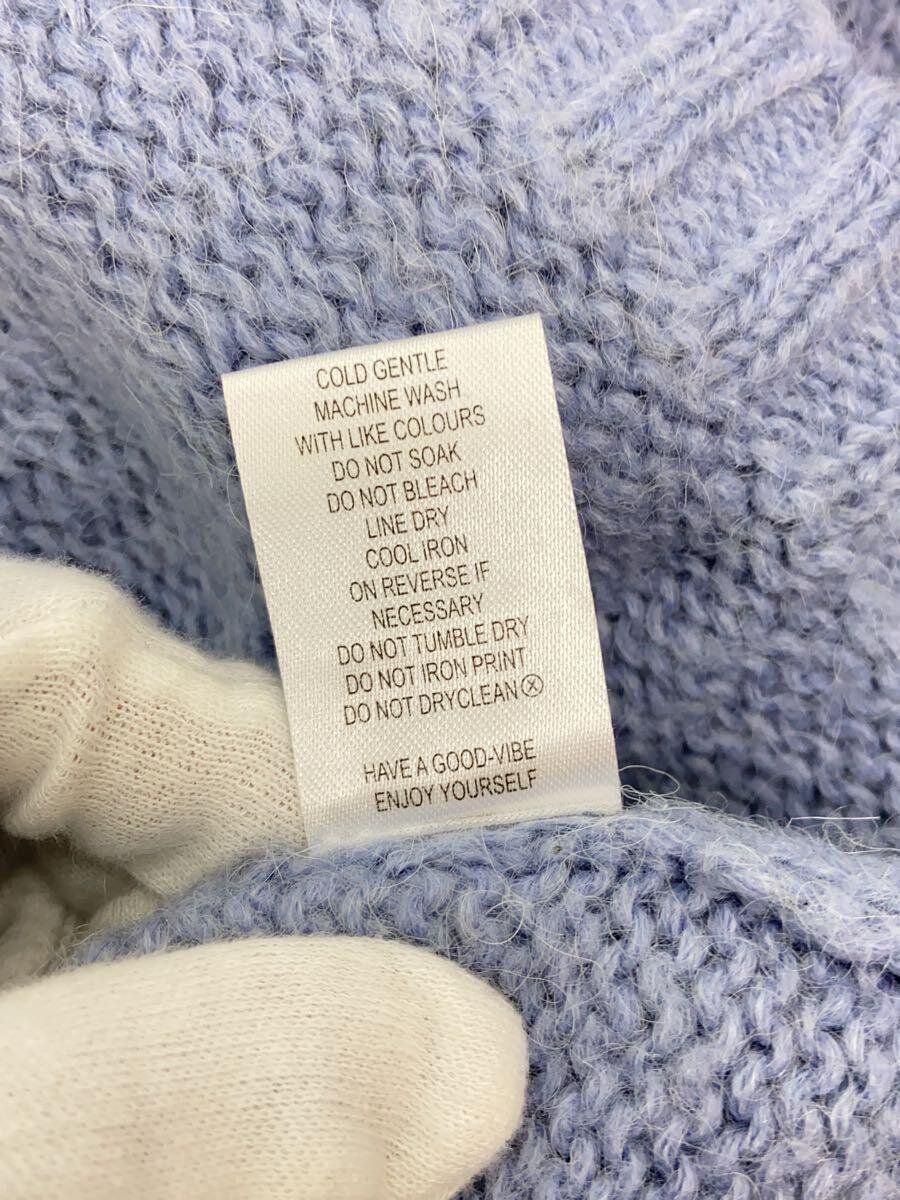 COLD GENTLE
MACHINE WASH
WITH LIKE COLOURS
DO NOT SOAK
DO NOT BLEACH
LINE DRY
COOL IRON
ON REVERSE IF
NECESSARY
DO NOT TUMBLE DRY
DO NOT IRON PRINT
DO NOT DRYCLEAN ⓧ
HAVE A GOOD-VIBE
ENJOY YOURSELF